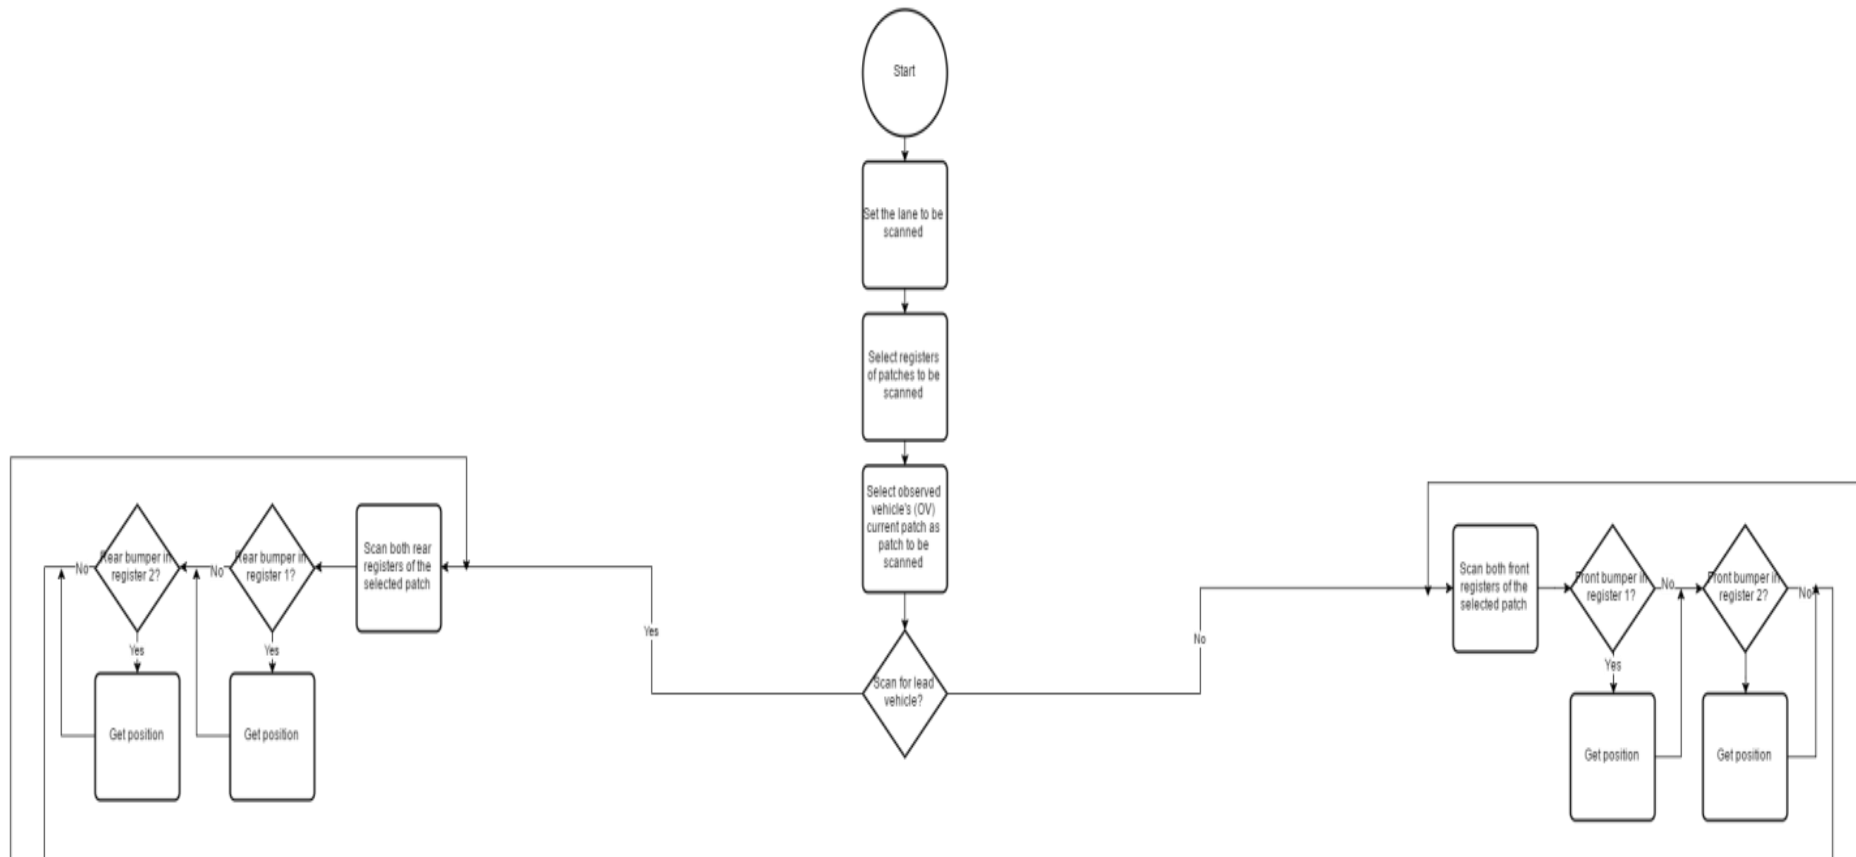 Start
Set the lane to be
scanned
Select registers
of patches to be
scanned
Select observed
vehicle's (OV)
current patch as
patch to be
scanned
Scan for lead
vehicle?
Yes
No
Scan both rear
registers of the
selected patch
Rear bumper in
register 1?
No
Yes
Get position
Rear bumper in
register 2?
No
Yes
Get position
Scan both front
registers of the
selected patch
Front bumper in
register 1?
No
Yes
Get position
Front bumper in
register 2?
No
Get position